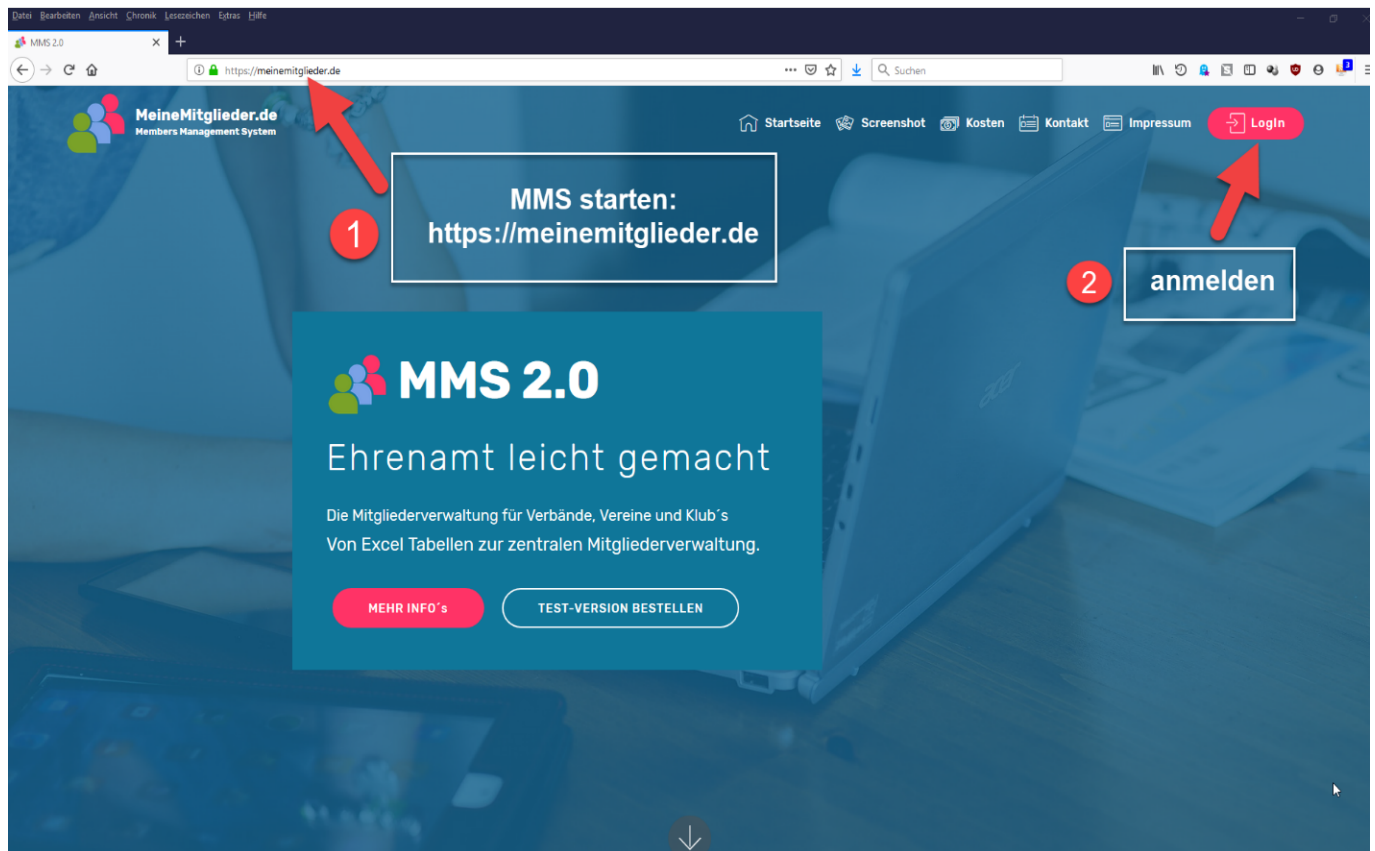 Datei Bearbeiten Ansicht Chronik Lesezeichen Extras Hilfe
MMS 2.0
https://meinemitglieder.de
Suchen
3
MeineMitglieder.de
Members Management System
Startseite Screenshot Kosten Kontakt Impressum LogIn
MMS starten:
https://meinemitglieder.de
1
2
anmelden
MMS 2.0
Ehrenamt leicht gemacht
Die Mitgliederverwaltung für Verbände, Vereine und Klub´s
Von Excel Tabellen zur zentralen Mitgliederverwaltung.
MEHR INFO´s
TEST-VERSION BESTELLEN
acer